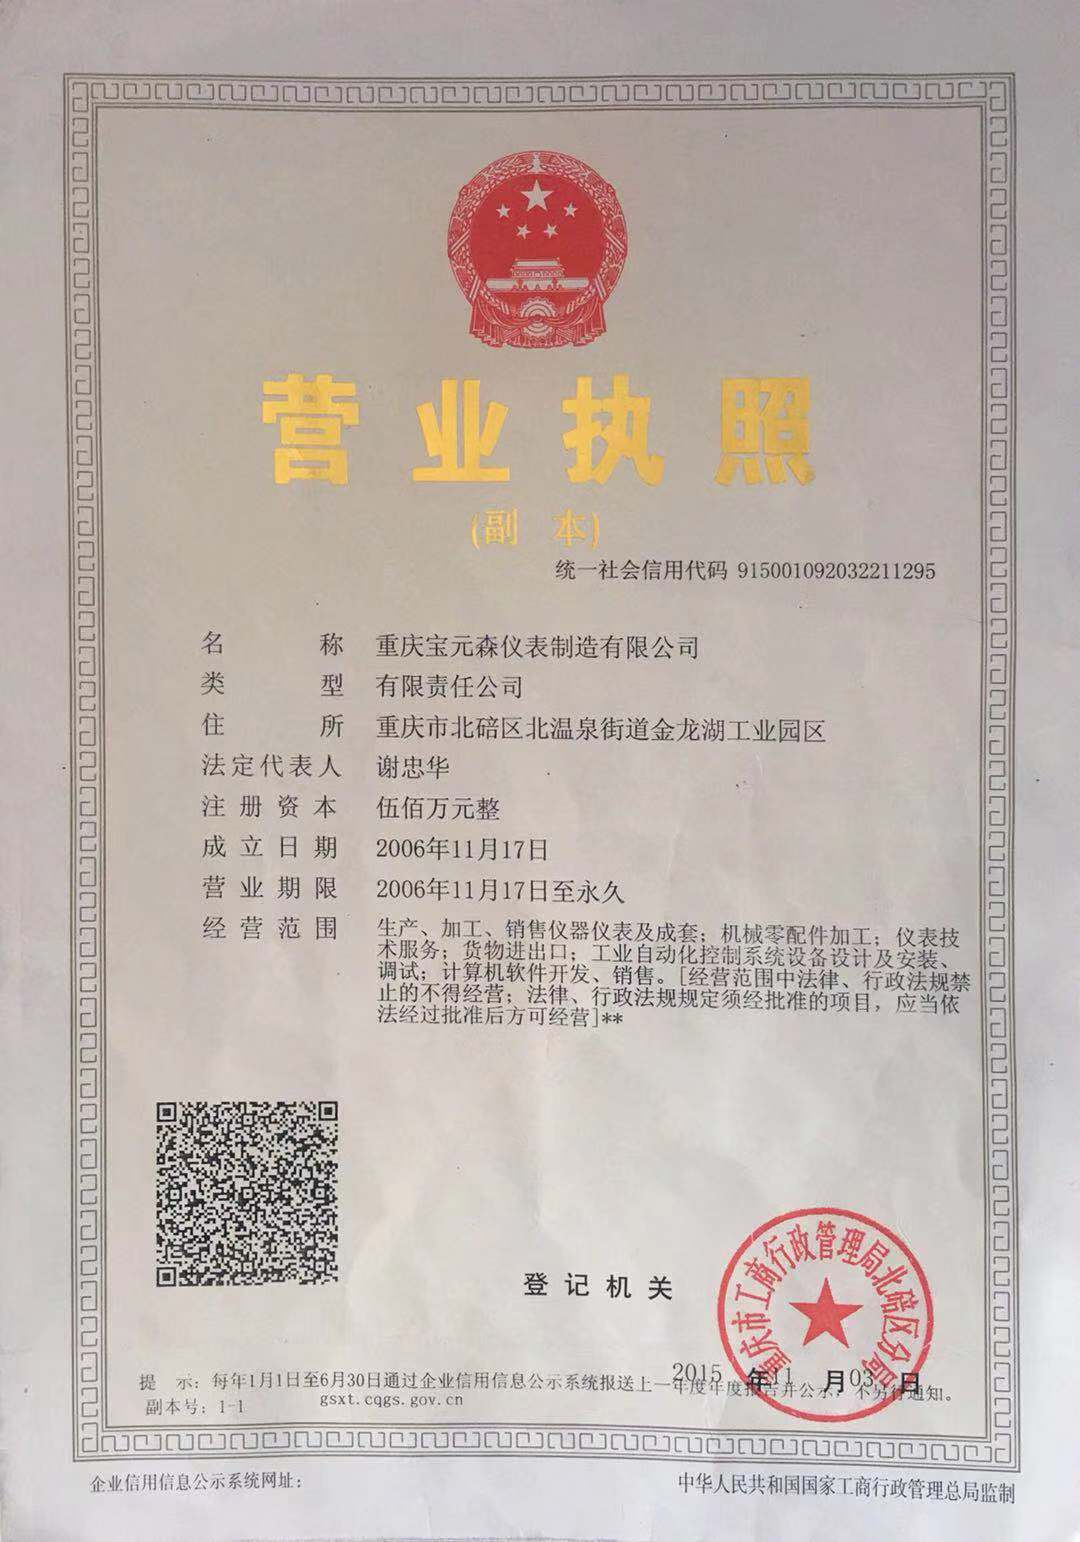 营业执照
(副 本)
统一社会信用代码 915001092032211295
名 称 重庆宝元森仪表制造有限公司
类 型 有限责任公司
住 所 重庆市北碚区北温泉街道金龙湖工业园区
法定代表人 谢忠华
注册资本 伍佰万元整
成立日期 2006年11月17日
营业期限 2006年11月17日至永久
经营范围 生产、加工、销售仪器仪表及成套；机械零配件加工；仪表技
术服务；货物进出口；工业自动化控制系统设备设计及安装、
调试；计算机软件开发、销售。[经营范围中法律、行政法规禁
止的不得经营；法律、行政法规规定须经批准的项目，应当依
法经过批准后方可经营]**
登记机关
重庆市工商行政管理局北碚区分局
2015 年11 月03 日
提 示：每年1月1日至6月30日通过企业信用信息公示系统报送上一年度年度报告并公示，不另行通知。
副本号：1-1 gsxt.cqgs.gov.cn
企业信用信息公示系统网址：
中华人民共和国国家工商行政管理总局监制